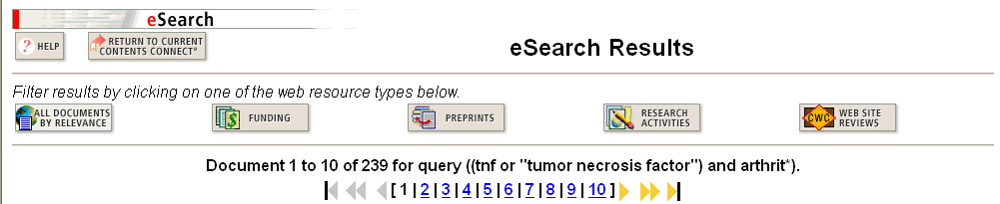 eSearch
? HELP
RETURN TO CURRENT
CONTENTS CONNECT®
eSearch Results
Filter results by clicking on one of the web resource types below.
ALL DOCUMENTS
BY RELEVANCE
$ FUNDING
PREPRINTS
RESEARCH
ACTIVITIES
CWC WEB SITE
REVIEWS
Document 1 to 10 of 239 for query ((tnf or "tumor necrosis factor") and arthrit*).
[ 1 | 2 | 3 | 4 | 5 | 6 | 7 | 8 | 9 | 10 ]